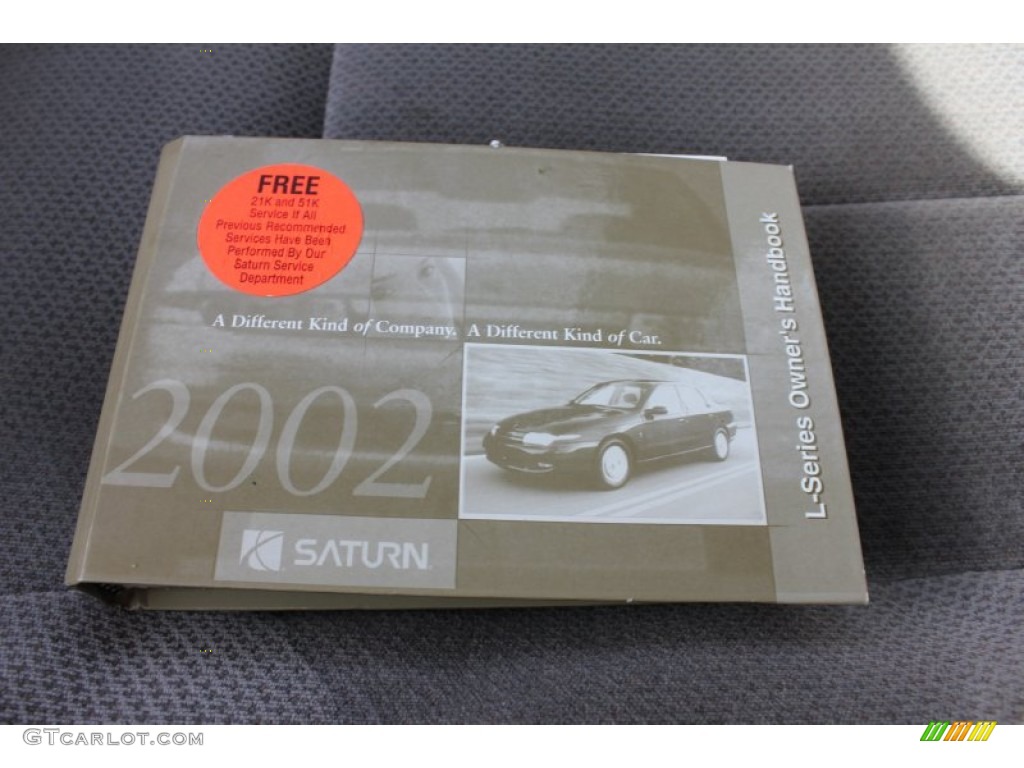 FREE
21K and 51K
Service If All
Previous Recommended
Services Have Been
Performed By Our
Saturn Service
Department
A Different Kind of Company. A Different Kind of Car.
2002
SATURN
L-Series Owner's Handbook
GTCARLOT.COM